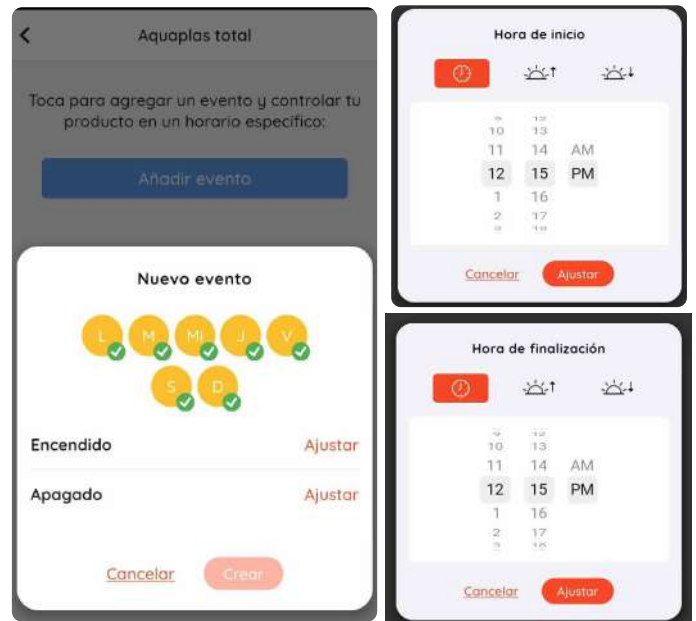 Aquaplas total
Toca para agregar un evento y controlar tu
producto en un horario específico:
Añadir evento
Nuevo evento
L M Mi J V
S D
Encendido Ajustar
Apagado Ajustar
Cancelar Crear
Hora de inicio
10 13
11 14 AM
12 15 PM
1 16
2 17
Cancelar Ajustar
Hora de finalización
10 13
11 14 AM
12 15 PM
1 16
2 17
Cancelar Ajustar